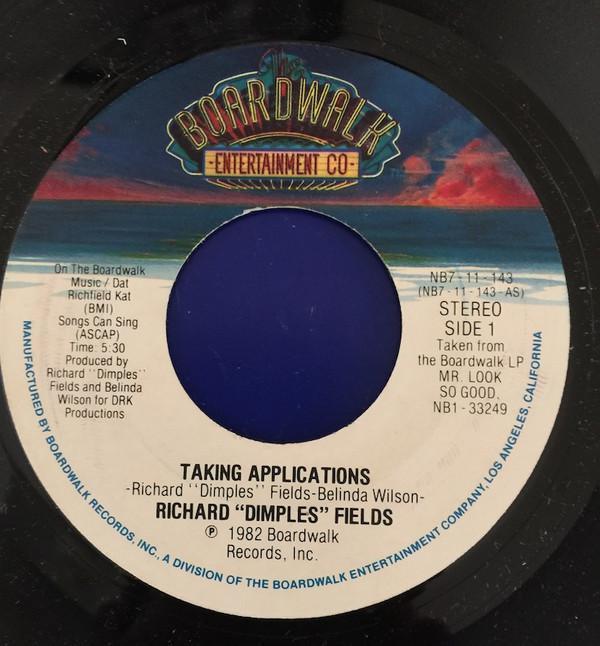 The
BOARDWALK
-ENTERTAINMENT CO-
On The Boardwalk
Music / Dat
Richfield Kat
(BMI)
Songs Can Sing
(ASCAP)
Time: 5:30
Produced by
Richard ''Dimples''
Fields and Belinda
Wilson for DRK
Productions
NB7-11-143
(NB7-11-143-AS)
STEREO
SIDE 1
Taken from
the Boardwalk LP
MR. LOOK
SO GOOD,
NB1-33249
TAKING APPLICATIONS
-Richard ''Dimples'' Fields-Belinda Wilson-
RICHARD "DIMPLES" FIELDS
℗ 1982 Boardwalk
Records, Inc.
MANUFACTURED BY BOARDWALK RECORDS, INC., A DIVISION OF THE BOARDWALK ENTERTAINMENT COMPANY, LOS ANGELES, CALIFORNIA